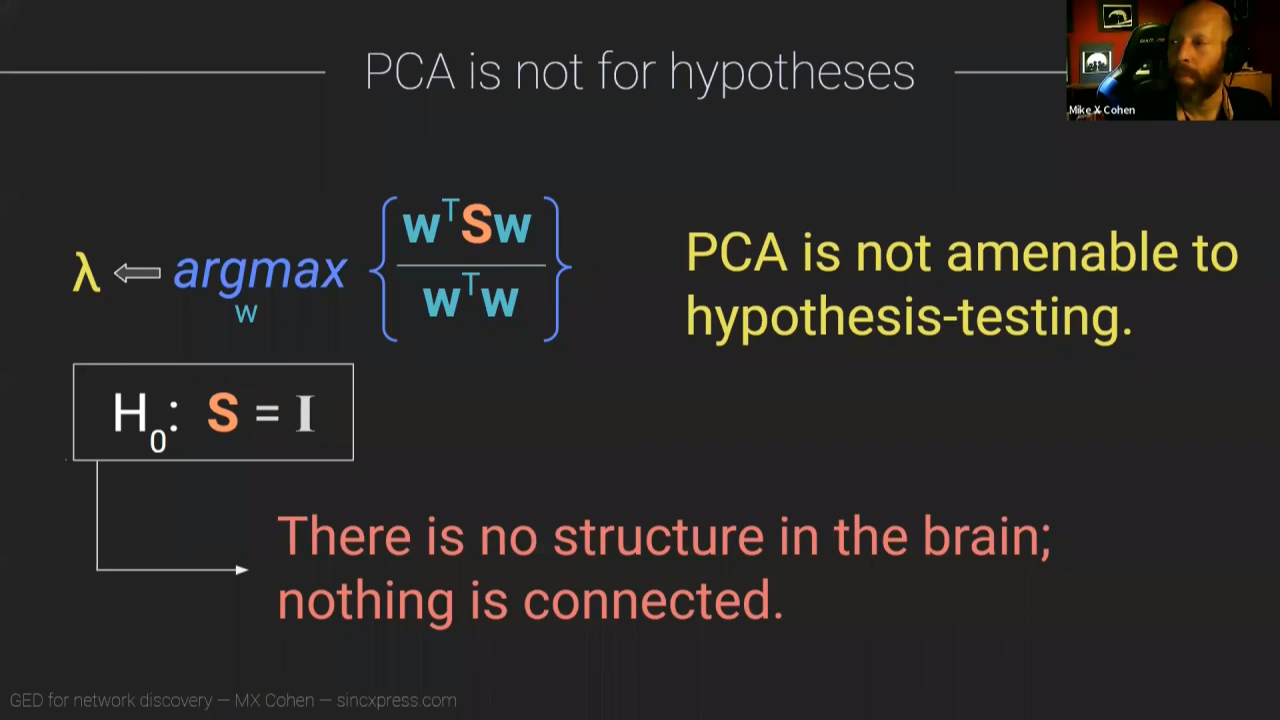 PCA is not for hypotheses
Mike X Cohen
λ ⇐ argmax { wᵀSw / wᵀw }
w
PCA is not amenable to
hypothesis-testing.
H₀: S = I
There is no structure in the brain;
nothing is connected.
GED for network discovery — MX Cohen — sincxpress.com